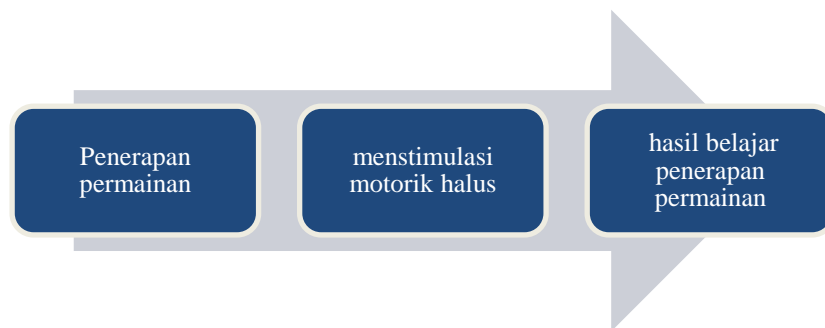 Penerapan
permainan
menstimulasi
motorik halus
hasil belajar
penerapan
permainan